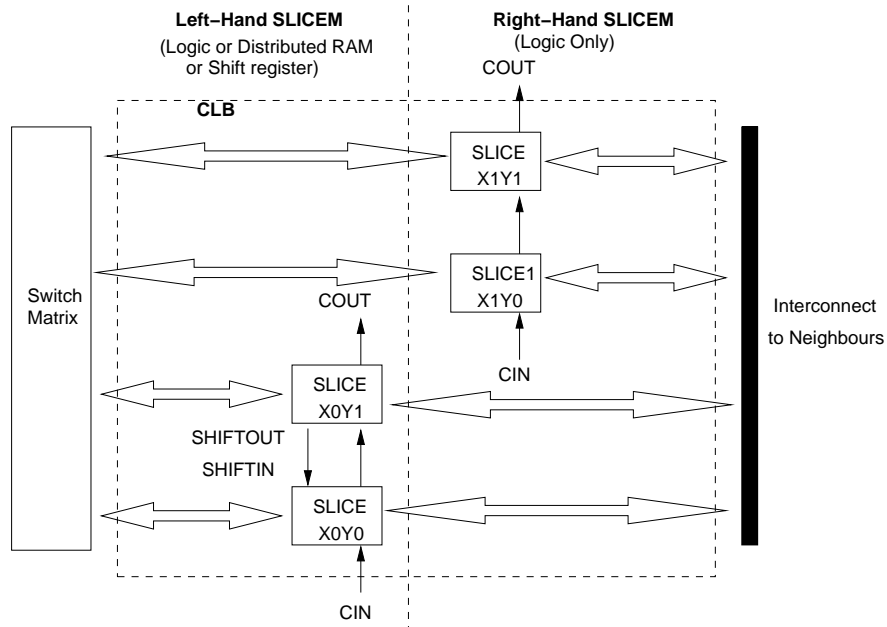 Left–Hand SLICEM
(Logic or Distributed RAM
or Shift register)
Right–Hand SLICEM
(Logic Only)
COUT
CLB
SLICE
X1Y1
SLICE1
X1Y0
CIN
COUT
SLICE
X0Y1
SHIFTOUT
SHIFTIN
SLICE
X0Y0
CIN
Switch
Matrix
Interconnect
to Neighbours